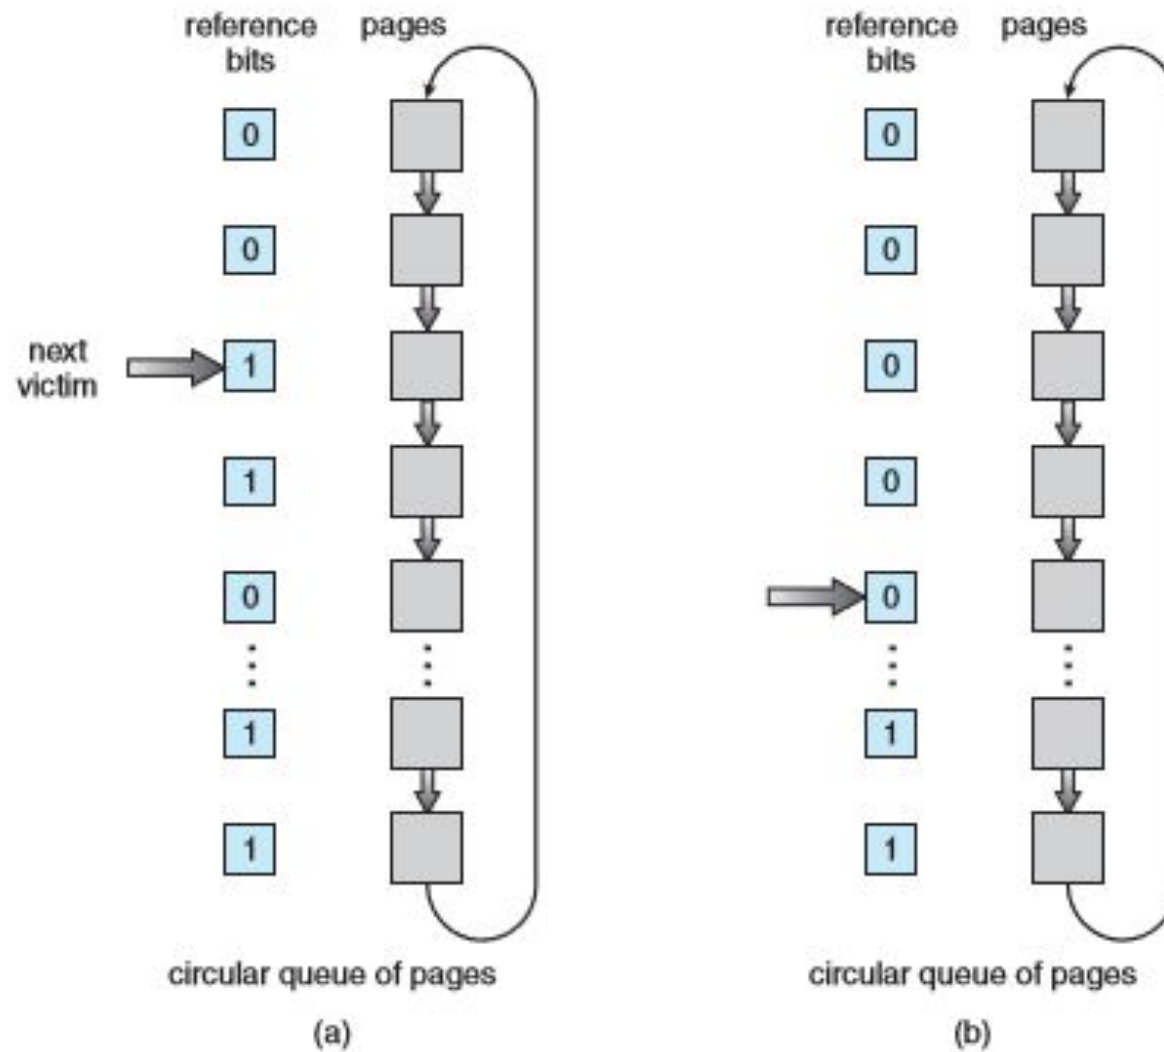 reference pages
bits
0
0
next
victim
1
1
0
1
1
circular queue of pages
(a)
reference pages
bits
0
0
0
0
0
1
1
circular queue of pages
(b)